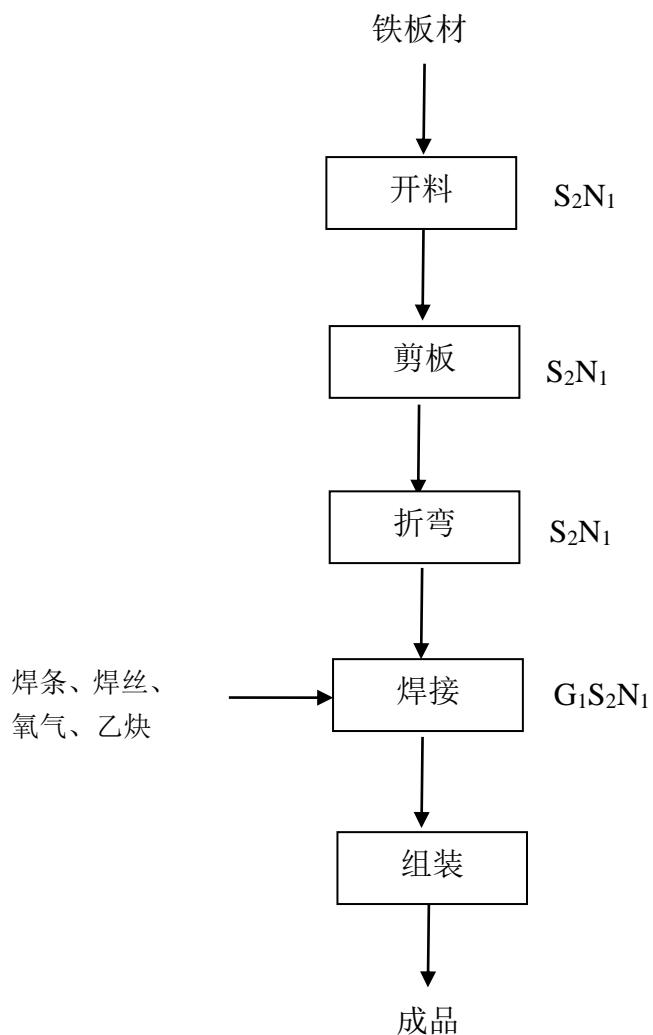 铁板材
开料 S₂N₁
剪板 S₂N₁
折弯 S₂N₁
焊条、焊丝、
氧气、乙炔
焊接 G₁S₂N₁
组装
成品